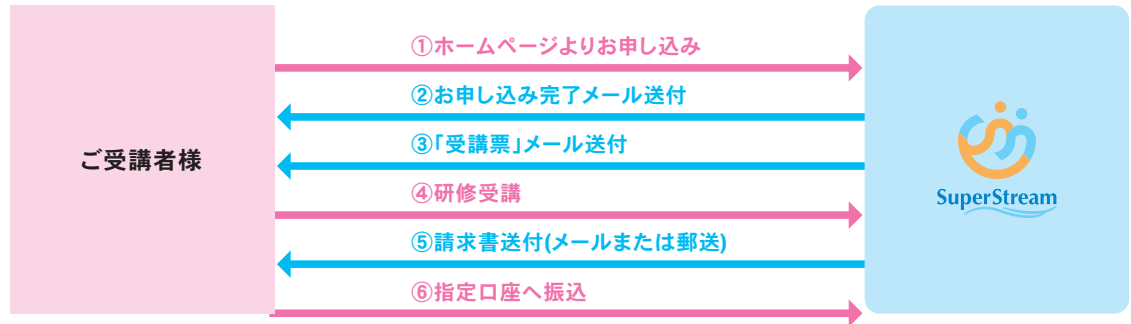 ①ホームページよりお申し込み
②お申し込み完了メール送付
③「受講票」メール送付
ご受講者様
④研修受講
SuperStream
⑤請求書送付(メールまたは郵送)
⑥指定口座へ振込